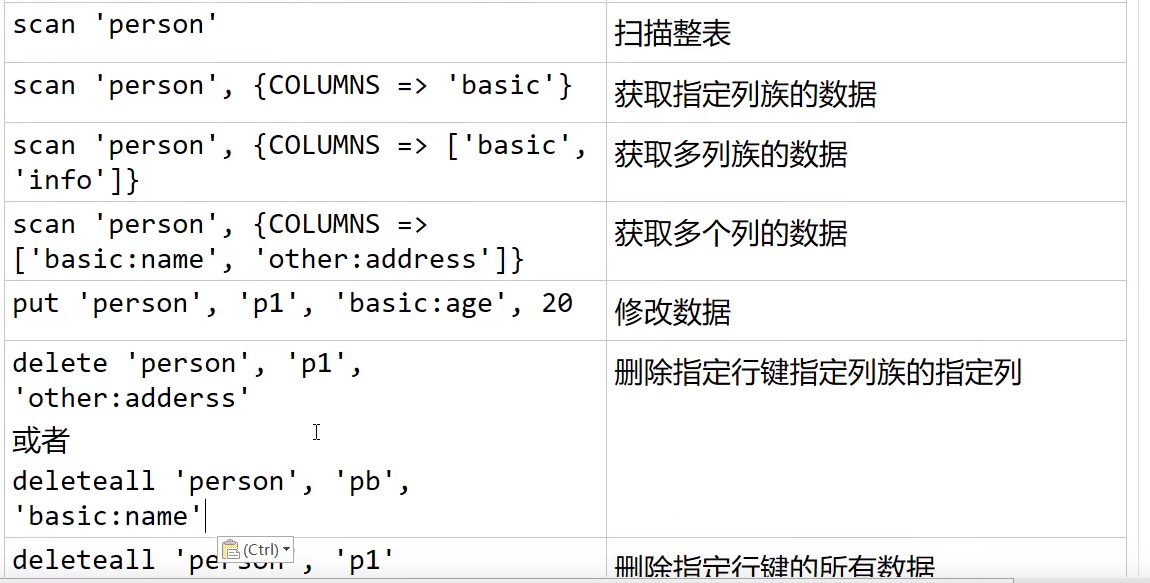 scan 'person'
扫描整表
scan 'person', {COLUMNS => 'basic'}
获取指定列族的数据
scan 'person', {COLUMNS => ['basic',
'info']}
获取多列族的数据
scan 'person', {COLUMNS =>
['basic:name', 'other:address']}
获取多个列的数据
put 'person', 'p1', 'basic:age', 20
修改数据
delete 'person', 'p1',
'other:adderss'
或者
deleteall 'person', 'pb',
'basic:name'
删除指定行键指定列族的指定列
(Ctrl)
deleteall 'person', 'p1'
删除指定行键的所有数据